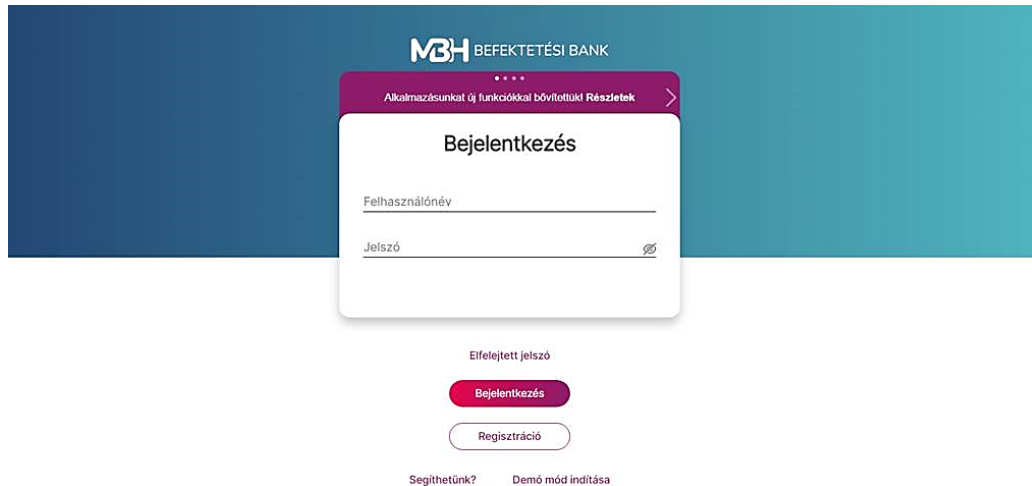 MBH BEFEKTETÉSI BANK
Alkalmazásunkat új funkciókkal bővítettük! Részletek
Bejelentkezés
Felhasználónév
Jelszó
Elfelejtett jelszó
Bejelentkezés
Regisztráció
Segíthetünk? Demó mód indítása